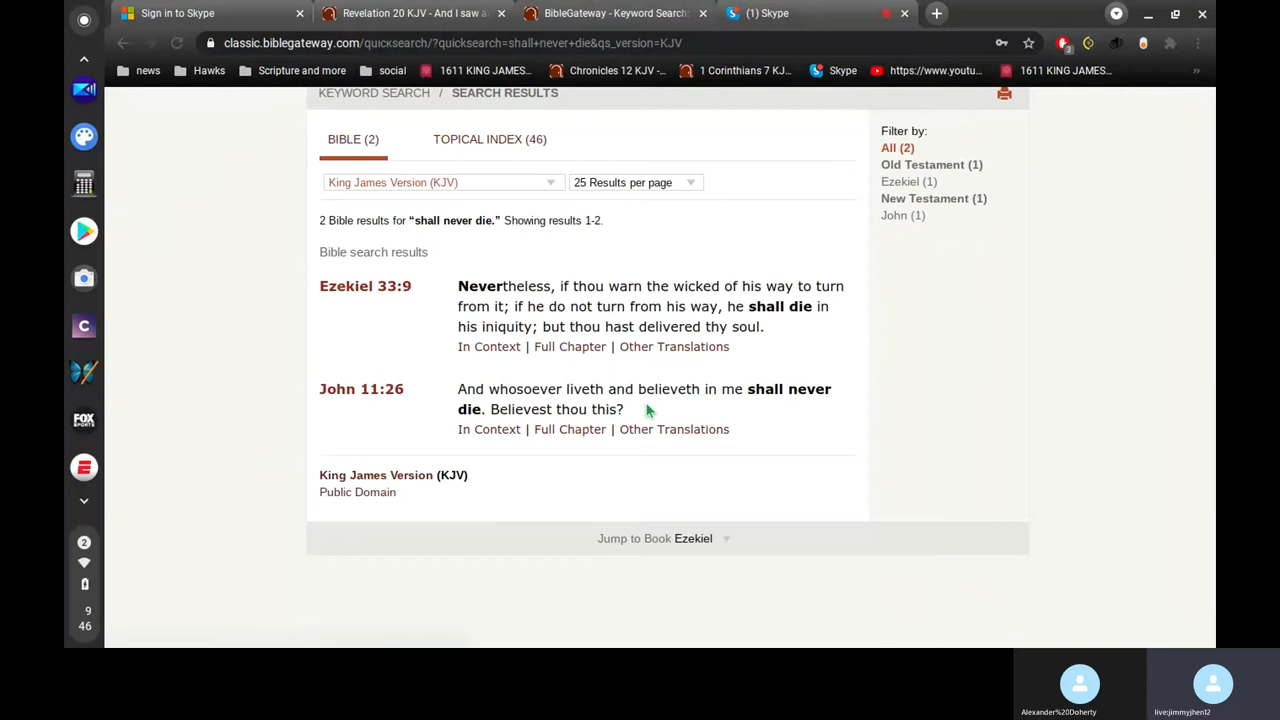 Sign in to Skype
Revelation 20 KJV - And I saw a
BibleGateway - Keyword Search:
(1) Skype
classic.biblegateway.com/quicksearch/?quicksearch=shall+never+die&qs_version=KJV
3
news
Hawks
Scripture and more
social
1611 KING JAMES...
Chronicles 12 KJV -...
1 Corinthians 7 KJ...
Skype
https://www.youtu...
1611 KING JAMES...
»
KEYWORD SEARCH / SEARCH RESULTS
BIBLE (2)
TOPICAL INDEX (46)
King James Version (KJV)
25 Results per page
2 Bible results for “shall never die.” Showing results 1-2.
Bible search results
Ezekiel 33:9
Nevertheless, if thou warn the wicked of his way to turn
from it; if he do not turn from his way, he shall die in
his iniquity; but thou hast delivered thy soul.
In Context | Full Chapter | Other Translations
John 11:26
And whosoever liveth and believeth in me shall never
die. Believest thou this?
In Context | Full Chapter | Other Translations
King James Version (KJV)
Public Domain
Jump to Book Ezekiel
Filter by:
All (2)
Old Testament (1)
Ezekiel (1)
New Testament (1)
John (1)
C
FOX
SPORTS
E
2
9
46
Alexander%20Doherty
live:jimmyjhen12